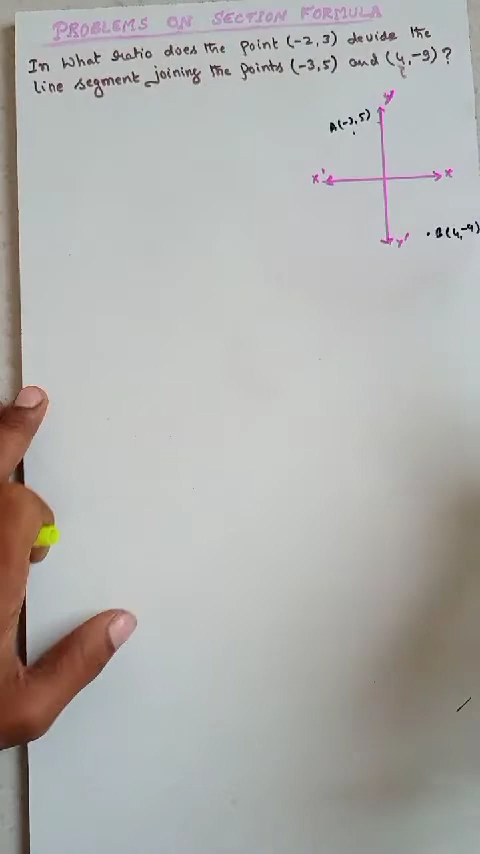 PROBLEMS ON SECTION FORMULA
In What ratio does the point (-2,3) devide the
line segment joining the points (-3,5) and (4,-9)?
y
A(-3,5)
x' x
B(4,-9)
y'